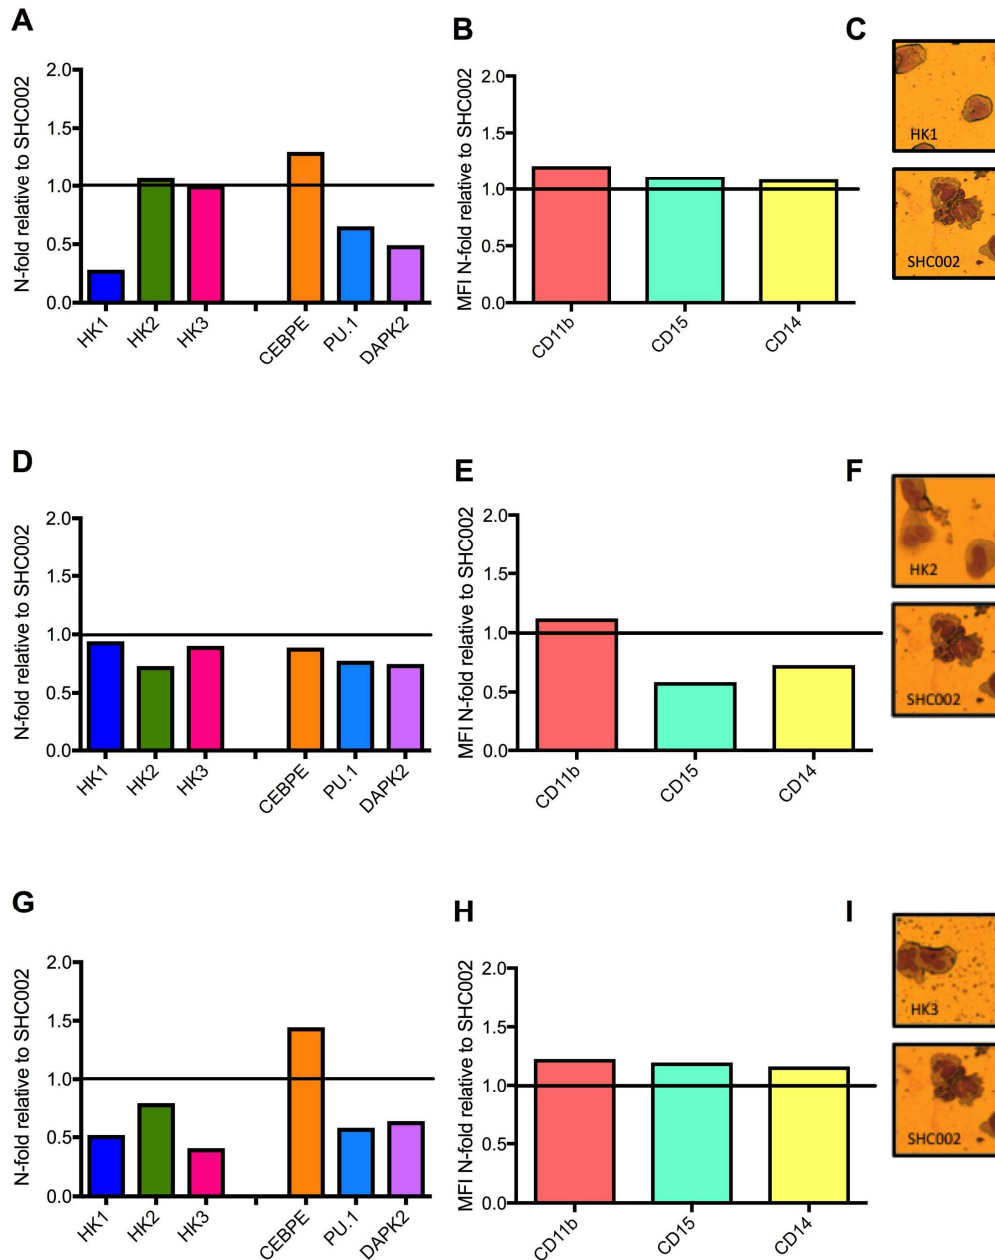 A
N-fold relative to SHC002
2.0
1.5
1.0
0.5
0.0
HK1
HK2
HK3
CEBPE
PU.1
DAPK2
B
MFI N-fold relative to SHC002
2.0
1.5
1.0
0.5
0.0
CD11b
CD15
CD14
C
HK1
SHC002
D
N-fold relative to SHC002
2.0
1.5
1.0
0.5
0.0
HK1
HK2
HK3
CEBPE
PU.1
DAPK2
E
MFI N-fold relative to SHC002
2.0
1.5
1.0
0.5
0.0
CD11b
CD15
CD14
F
HK2
SHC002
G
N-fold relative to SHC002
2.0
1.5
1.0
0.5
0.0
HK1
HK2
HK3
CEBPE
PU.1
DAPK2
H
MFI N-fold relative to SHC002
2.0
1.5
1.0
0.5
0.0
CD11b
CD15
CD14
I
HK3
SHC002